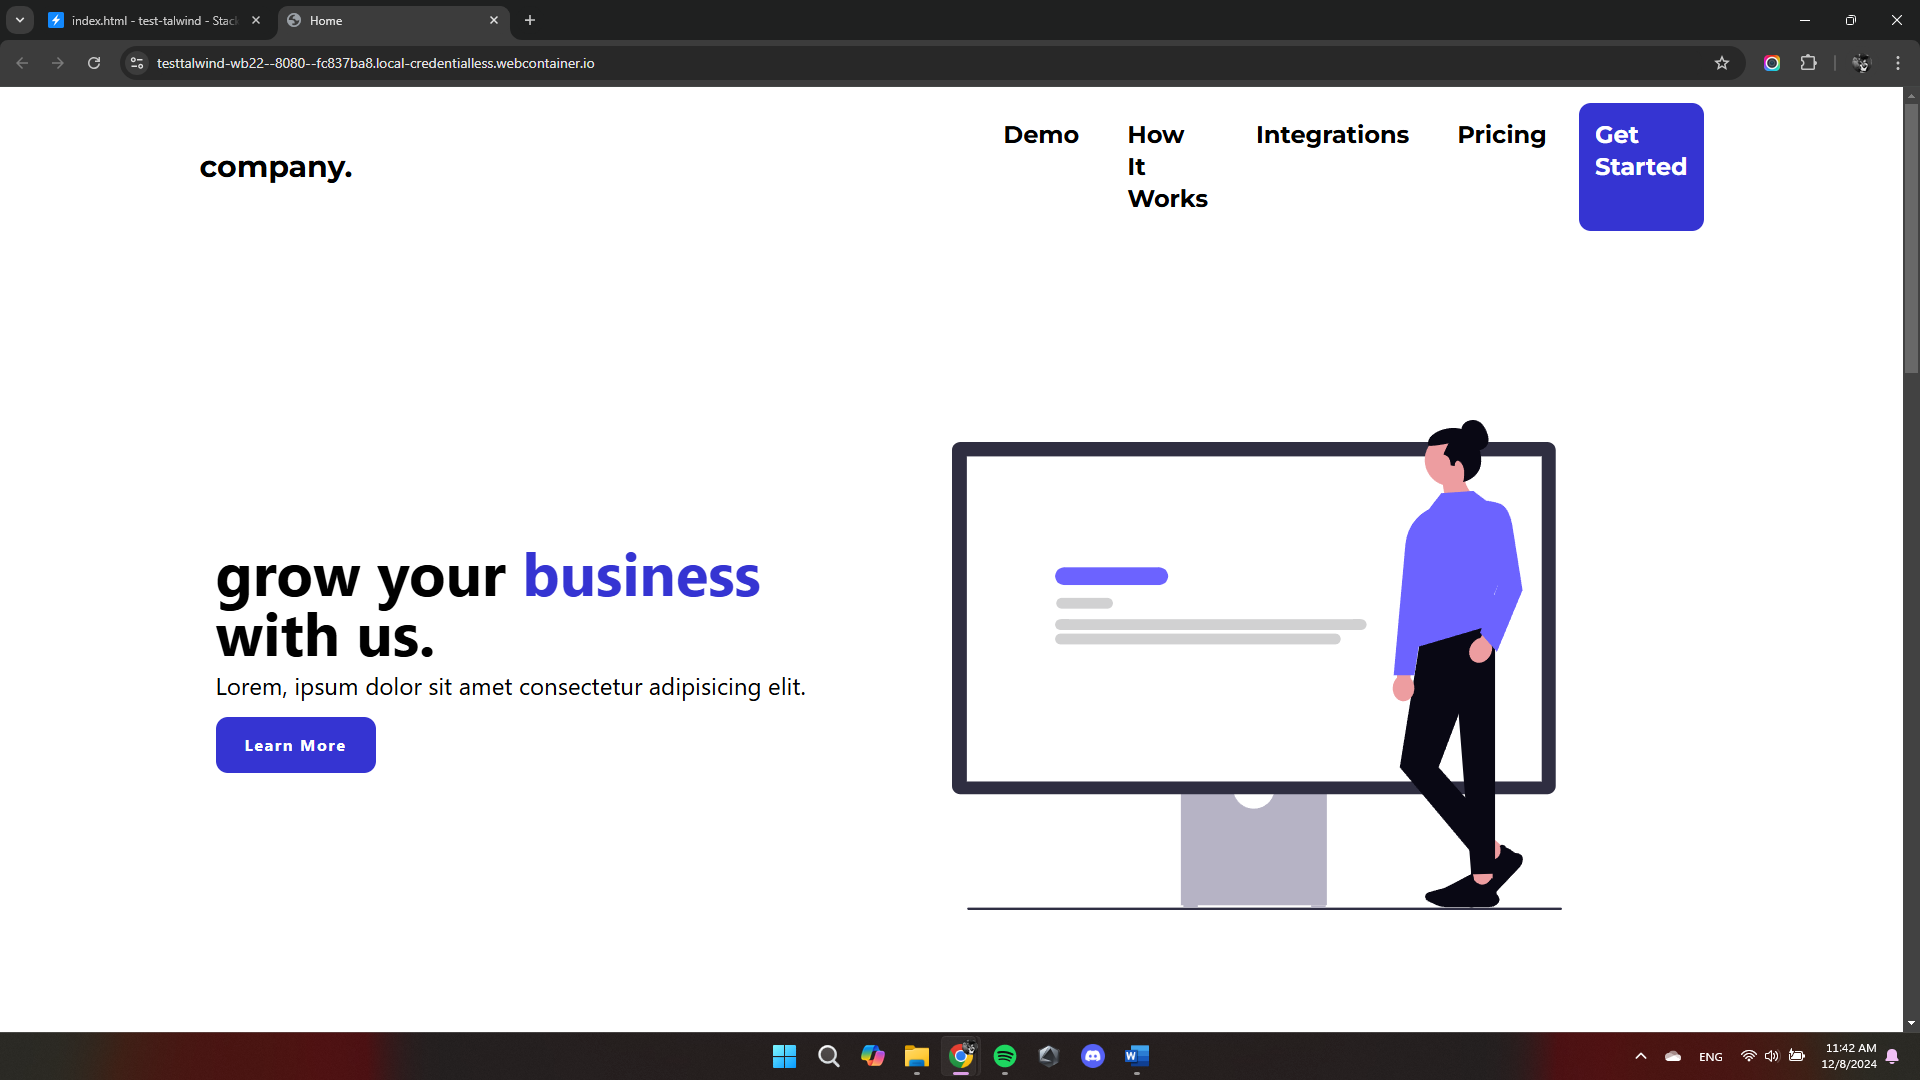 index.html - test-talwind - Stac
Home
testtalwind-wb22--8080--fc837ba8.local-credentialless.webcontainer.io
company.
Demo
How
It
Works
Integrations
Pricing
Get
Started
grow your business
with us.
Lorem, ipsum dolor sit amet consectetur adipisicing elit.
Learn More
ENG
11:42 AM
12/8/2024